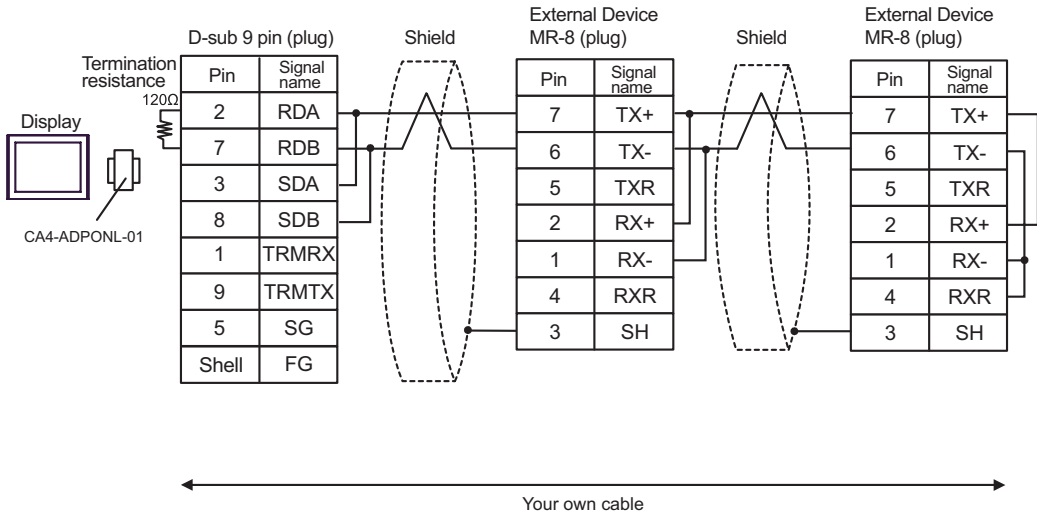 External Device
MR-8 (plug)
External Device
MR-8 (plug)
D-sub 9 pin (plug)
Shield
Shield
Termination
resistance
120Ω
Display
CA4-ADPONL-01
Pin Signal name
2 RDA
7 RDB
3 SDA
8 SDB
1 TRMRX
9 TRMTX
5 SG
Shell FG
Pin Signal name
7 TX+
6 TX-
5 TXR
2 RX+
1 RX-
4 RXR
3 SH
Pin Signal name
7 TX+
6 TX-
5 TXR
2 RX+
1 RX-
4 RXR
3 SH
Your own cable